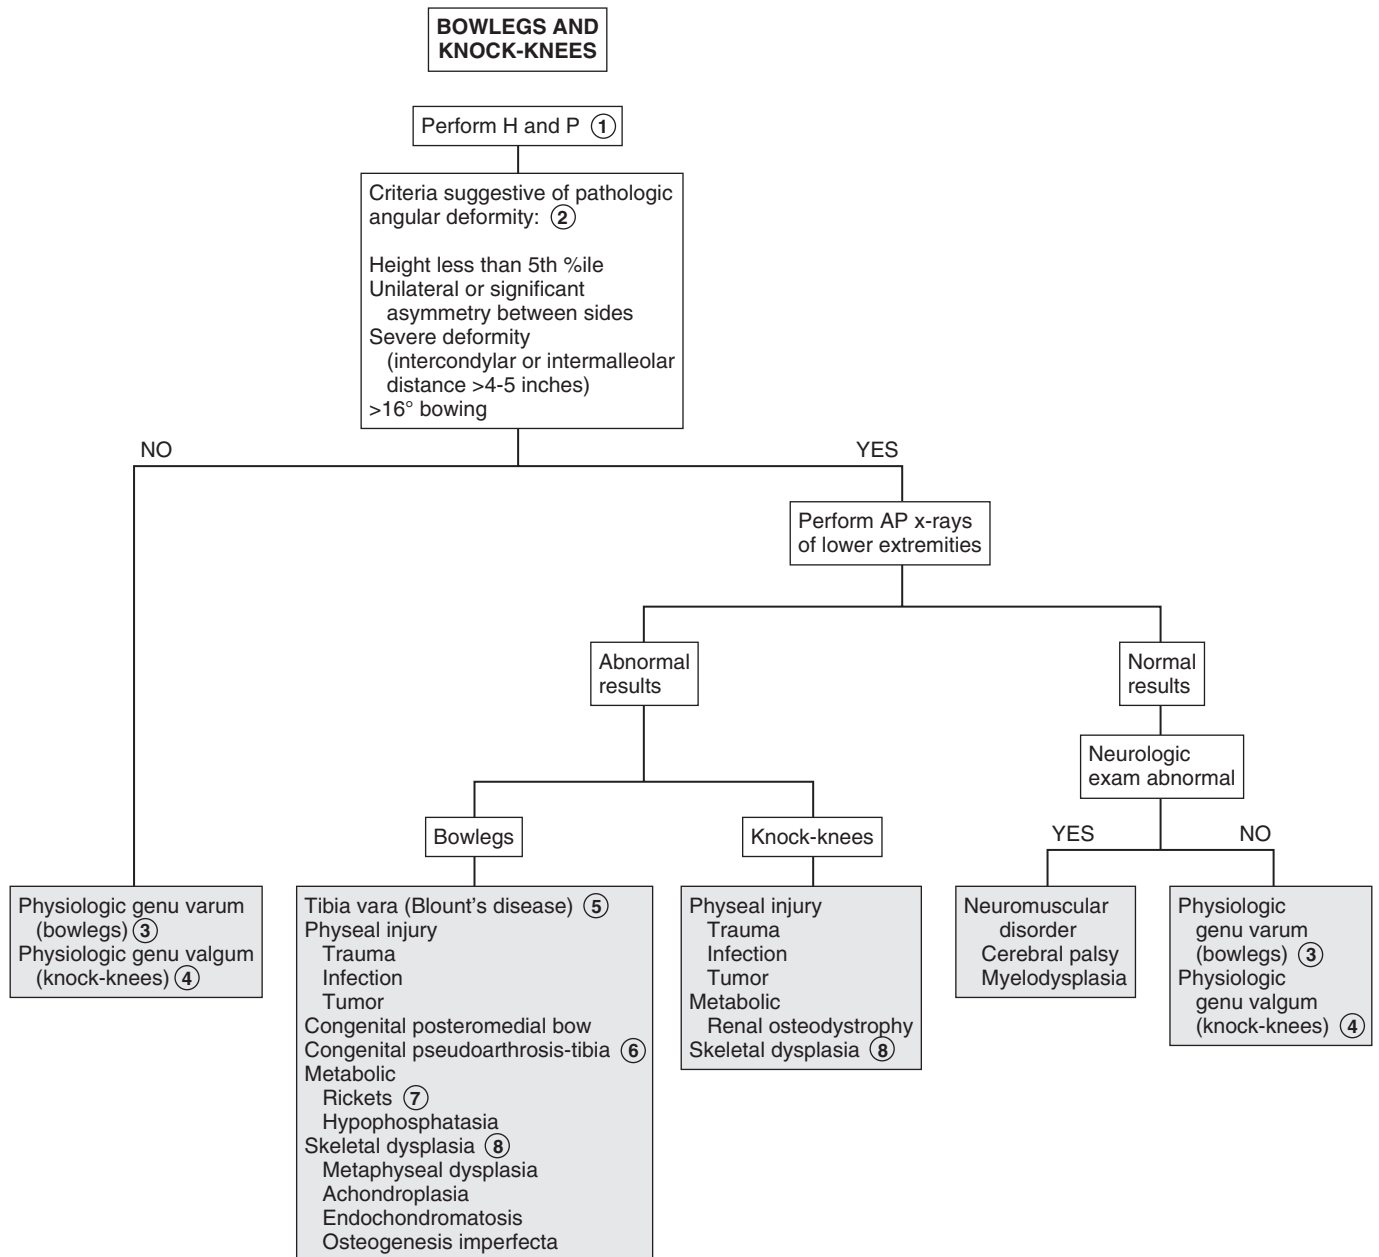 BOWLEGS AND
KNOCK-KNEES
Perform H and P ①
Criteria suggestive of pathologic
angular deformity: ②
Height less than 5th %ile
Unilateral or significant
asymmetry between sides
Severe deformity
(intercondylar or intermalleolar
distance >4-5 inches)
>16° bowing
NO
YES
Perform AP x-rays
of lower extremities
Abnormal
results
Normal
results
Neurologic
exam abnormal
Bowlegs
Knock-knees
YES
NO
Physiologic genu varum
(bowlegs) ③
Physiologic genu valgum
(knock-knees) ④
Tibia vara (Blount's disease) ⑤
Physeal injury
Trauma
Infection
Tumor
Congenital posteromedial bow
Congenital pseudoarthrosis-tibia ⑥
Metabolic
Rickets ⑦
Hypophosphatasia
Skeletal dysplasia ⑧
Metaphyseal dysplasia
Achondroplasia
Endochondromatosis
Osteogenesis imperfecta
Physeal injury
Trauma
Infection
Tumor
Metabolic
Renal osteodystrophy
Skeletal dysplasia ⑧
Neuromuscular
disorder
Cerebral palsy
Myelodysplasia
Physiologic
genu varum
(bowlegs) ③
Physiologic
genu valgum
(knock-knees) ④